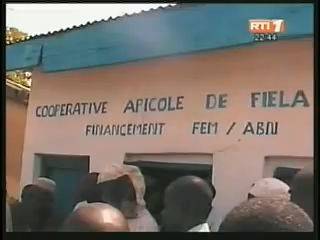 RTI 1
22:44
COOPERATIVE APICOLE DE FIELA
FINANCEMENT FEM / ABN